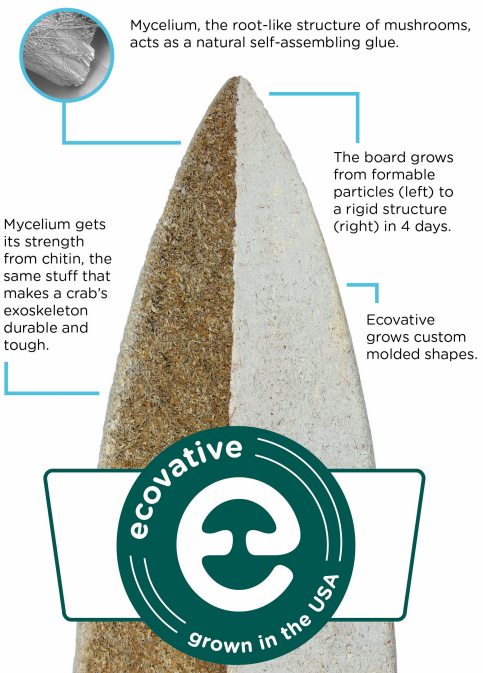 Mycelium, the root-like structure of mushrooms,
acts as a natural self-assembling glue.
The board grows
from formable
particles (left) to
a rigid structure
(right) in 4 days.
Mycelium gets
its strength
from chitin, the
same stuff that
makes a crab's
exoskeleton
durable and
tough.
Ecovative
grows custom
molded shapes.
ecovative
e
grown in the USA